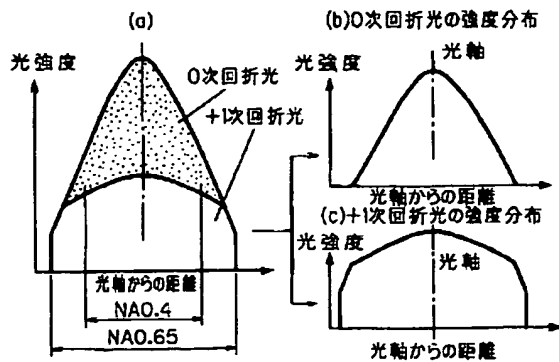 (a)
光強度
0次回折光
+1次回折光
光軸からの距離
NA0.4
NA0.65
(b)0次回折光の強度分布
光強度
光軸
光軸からの距離
(c)+1次回折光の強度分布
光強度
光軸
光軸からの距離